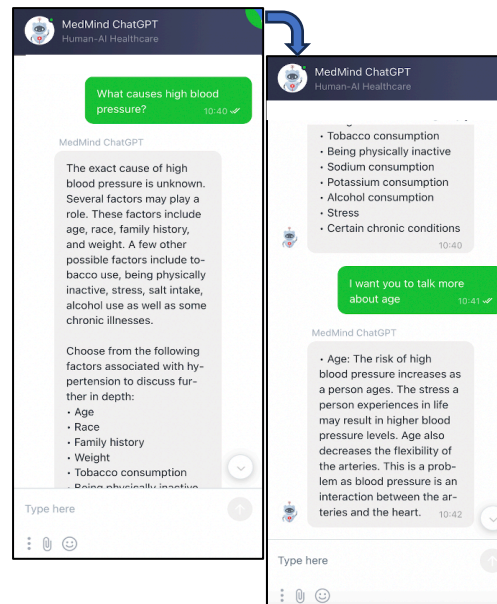 MedMind ChatGPT
Human-AI Healthcare
What causes high blood
pressure?
10:40
MedMind ChatGPT
The exact cause of high
blood pressure is unknown.
Several factors may play a
role. These factors include
age, race, family history,
and weight. A few other
possible factors include to-
bacco use, being physically
inactive, stress, salt intake,
alcohol use as well as some
chronic illnesses.
Choose from the following
factors associated with hy-
pertension to discuss fur-
ther in depth:
• Age
• Race
• Family history
• Weight
• Tobacco consumption
• Being physically inactive
Type here
MedMind ChatGPT
Human-AI Healthcare
• Tobacco consumption
• Being physically inactive
• Sodium consumption
• Potassium consumption
• Alcohol consumption
• Stress
• Certain chronic conditions
10:40
I want you to talk more
about age
10:41
MedMind ChatGPT
• Age: The risk of high
blood pressure increases as
a person ages. The stress a
person experiences in life
may result in higher blood
pressure levels. Age also
decreases the flexibility of
the arteries. This is a prob-
lem as blood pressure is an
interaction between the ar-
teries and the heart.
10:42
Type here